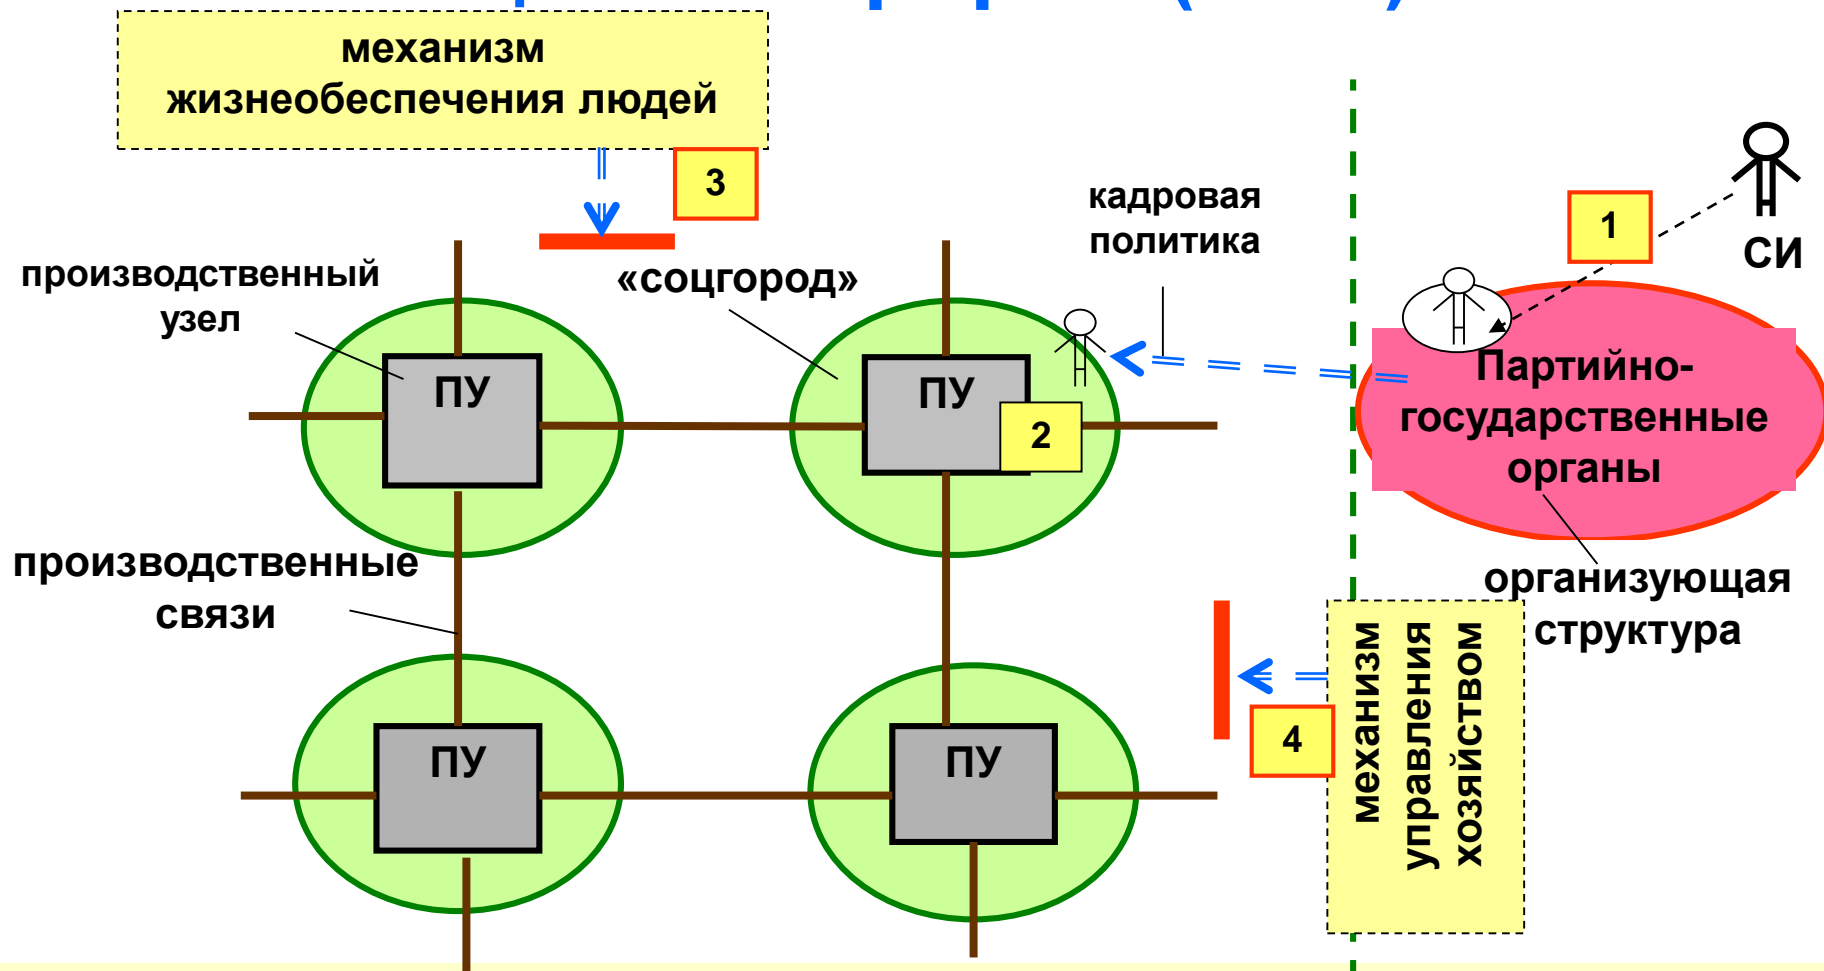 механизм
жизнеобеспечения людей
3
кадровая
политика
1
СИ
производственный
узел
«соцгород»
ПУ
ПУ
2
Партийно-
государственные
органы
производственные
связи
организующая
структура
механизм
управления
хозяйством
4
ПУ
ПУ